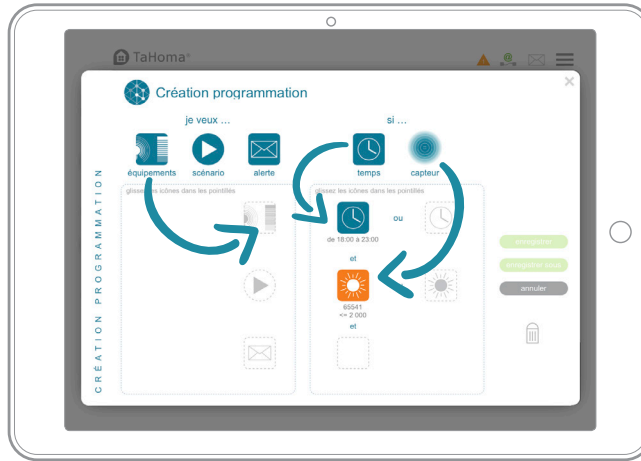 TaHoma®
@
Création programmation
je veux ...
si ...
équipements
scénario
alerte
temps
capteur
CRÉATION PROGRAMMATION
glissez les icônes dans les pointillés
glissez les icônes dans les pointillés
ou
de 18:00 à 23:00
et
65541
<= 2 000
et
enregistrer
enregistrer sous
annuler